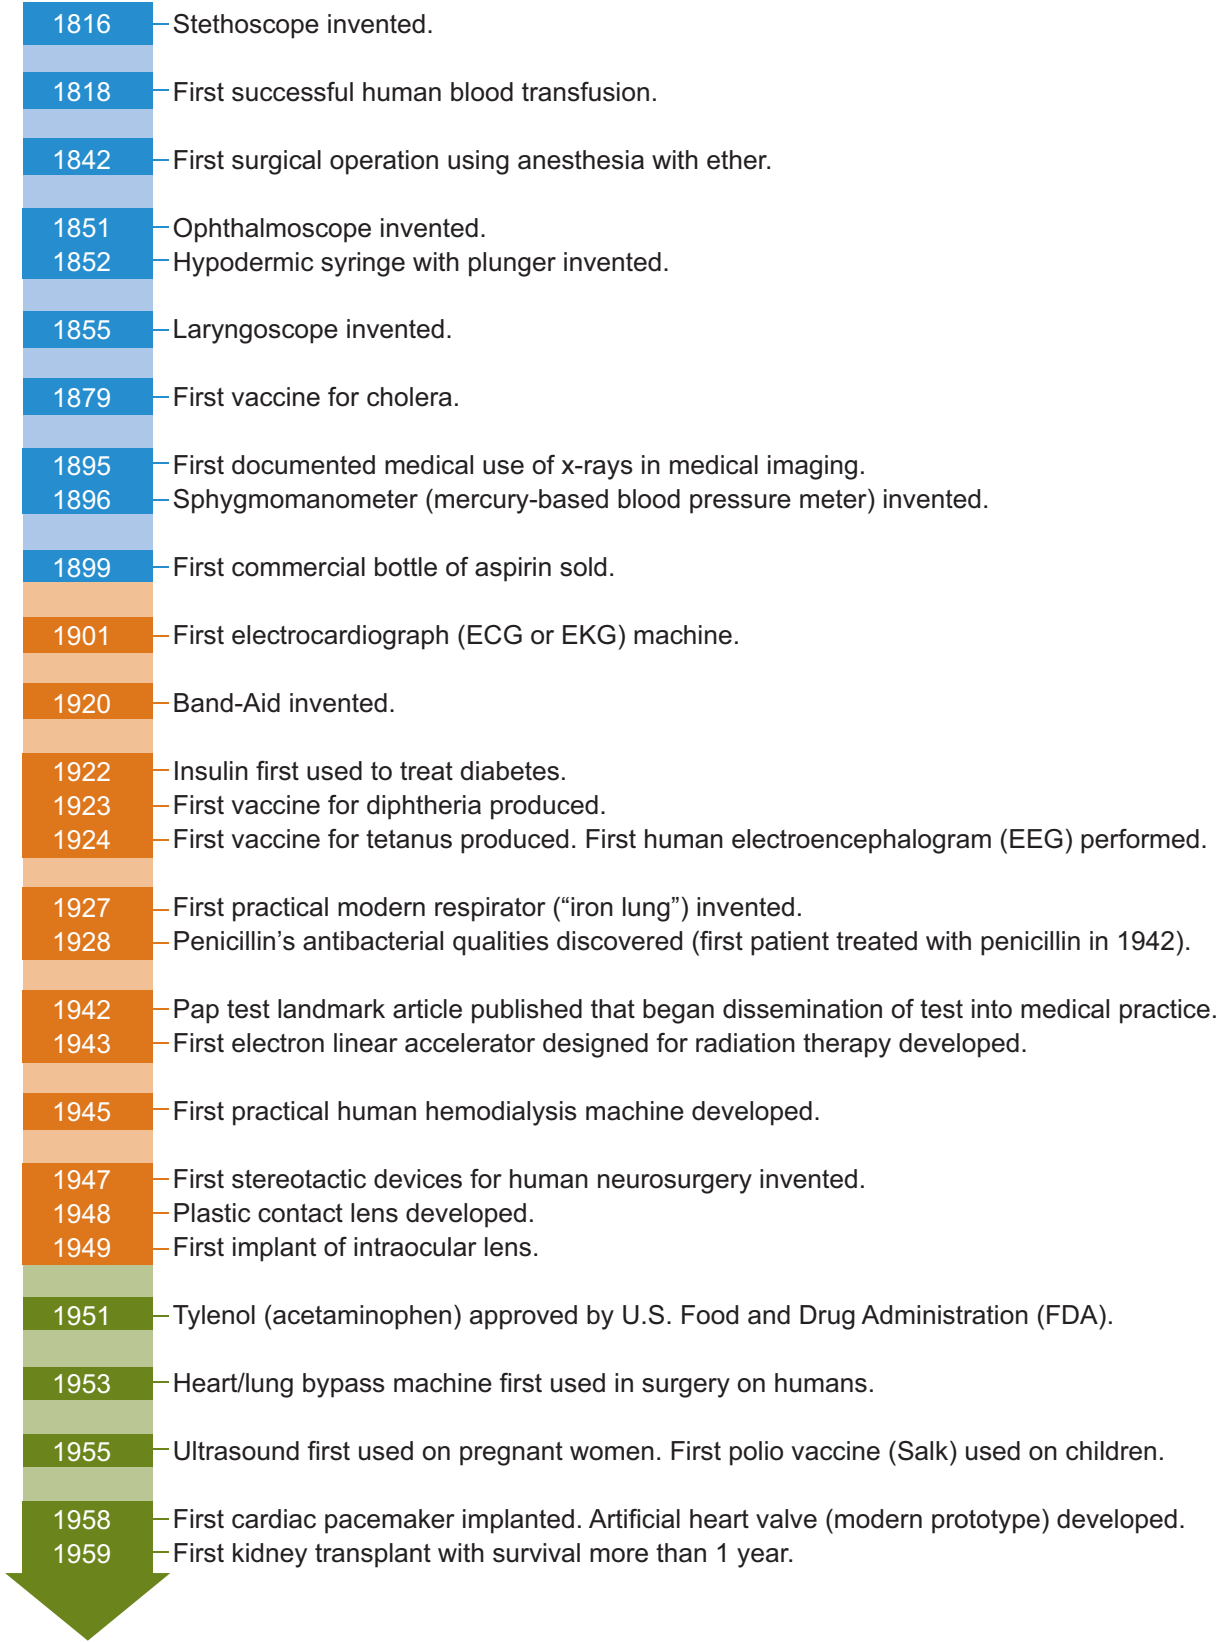 1816 Stethoscope invented.
1818 First successful human blood transfusion.
1842 First surgical operation using anesthesia with ether.
1851 Ophthalmoscope invented.
1852 Hypodermic syringe with plunger invented.
1855 Laryngoscope invented.
1879 First vaccine for cholera.
1895 First documented medical use of x-rays in medical imaging.
1896 Sphygmomanometer (mercury-based blood pressure meter) invented.
1899 First commercial bottle of aspirin sold.
1901 First electrocardiograph (ECG or EKG) machine.
1920 Band-Aid invented.
1922 Insulin first used to treat diabetes.
1923 First vaccine for diphtheria produced.
1924 First vaccine for tetanus produced. First human electroencephalogram (EEG) performed.
1927 First practical modern respirator (“iron lung”) invented.
1928 Penicillin’s antibacterial qualities discovered (first patient treated with penicillin in 1942).
1942 Pap test landmark article published that began dissemination of test into medical practice.
1943 First electron linear accelerator designed for radiation therapy developed.
1945 First practical human hemodialysis machine developed.
1947 First stereotactic devices for human neurosurgery invented.
1948 Plastic contact lens developed.
1949 First implant of intraocular lens.
1951 Tylenol (acetaminophen) approved by U.S. Food and Drug Administration (FDA).
1953 Heart/lung bypass machine first used in surgery on humans.
1955 Ultrasound first used on pregnant women. First polio vaccine (Salk) used on children.
1958 First cardiac pacemaker implanted. Artificial heart valve (modern prototype) developed.
1959 First kidney transplant with survival more than 1 year.